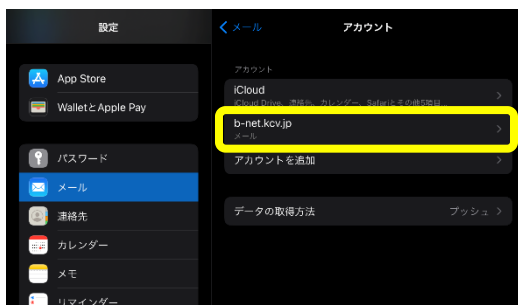 設定
App Store
WalletとApple Pay
パスワード
メール
連絡先
カレンダー
メモ
リマインダー
メール
アカウント
アカウント
iCloud
iCloud Drive、連絡先、カレンダー、Safariとその他5項目...
b-net.kcv.jp
メール
アカウントを追加
データの取得方法
プッシュ